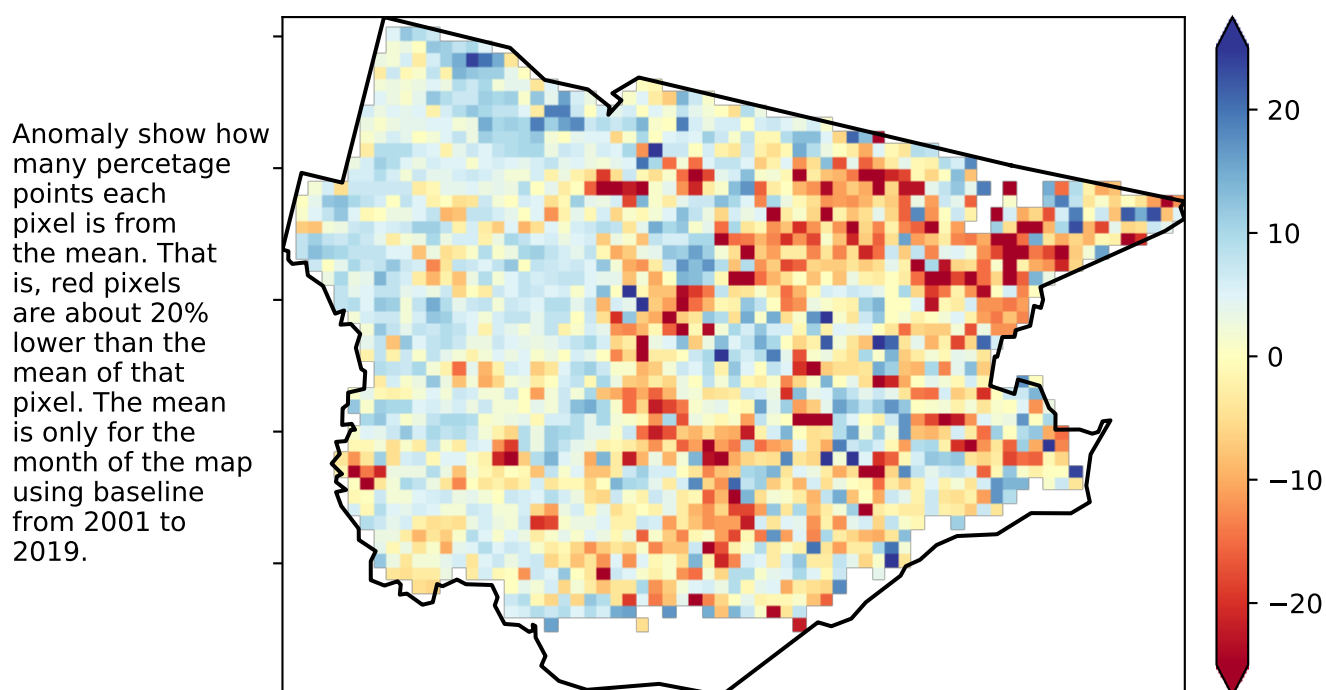 Anomaly show how
many percetage
points each
pixel is from
the mean. That
is, red pixels
are about 20%
lower than the
mean of that
pixel. The mean
is only for the
month of the map
using baseline
from 2001 to
2019.
20
10
0
−10
−20